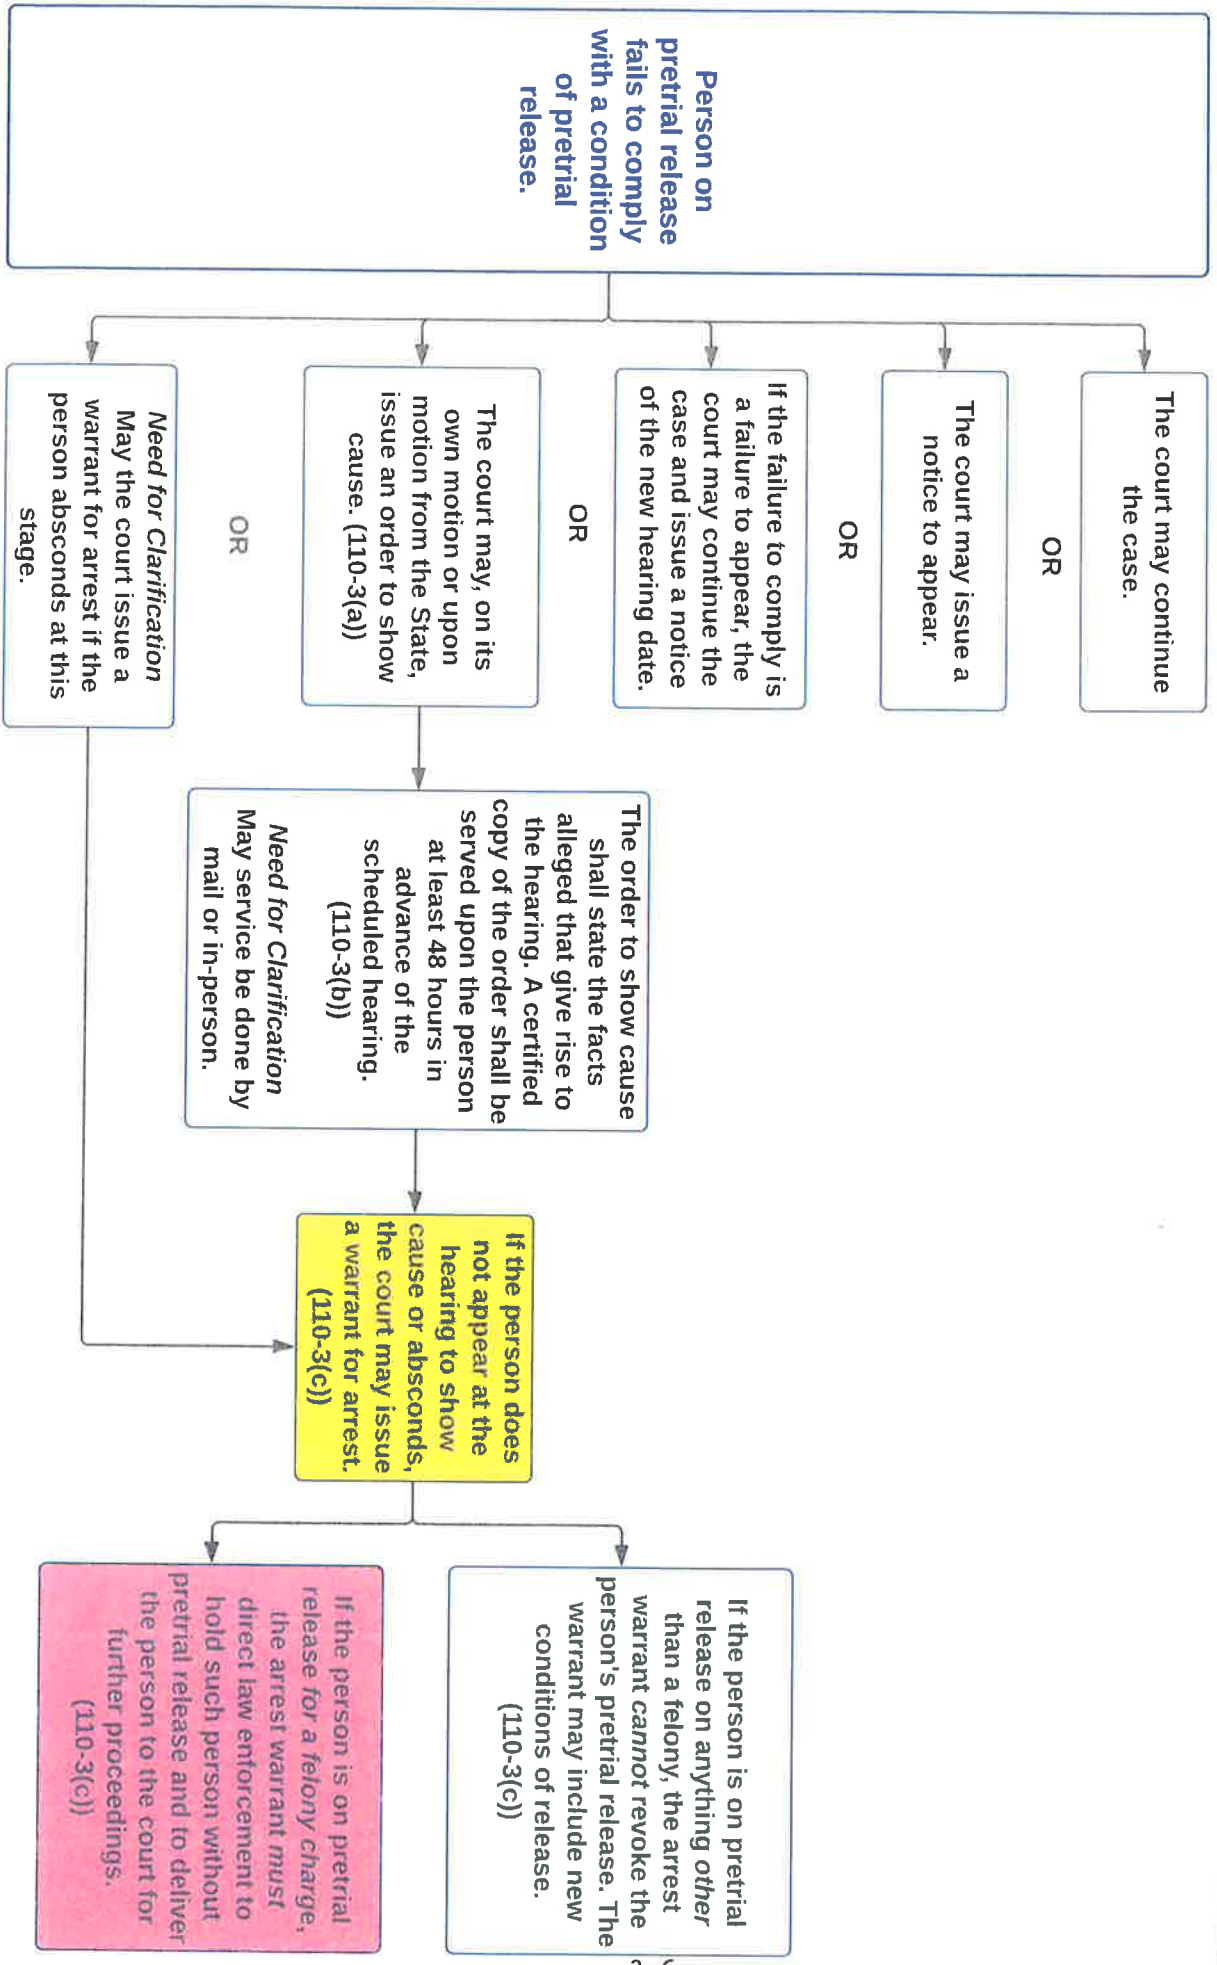 Person on
pretrial release
fails to comply
with a condition
of pretrial
release.
The court may continue
the case.
OR
The court may issue a
notice to appear.
OR
If the failure to comply is
a failure to appear, the
court may continue the
case and issue a notice
of the new hearing date.
OR
The court may, on its
own motion or upon
motion from the State,
issue an order to show
cause. (110-3(a))
OR
Need for Clarification
May the court issue a
warrant for arrest if the
person absconds at this
stage.
The order to show cause
shall state the facts
alleged that give rise to
the hearing. A certified
copy of the order shall be
served upon the person
at least 48 hours in
advance of the
scheduled hearing.
(110-3(b))
Need for Clarification
May service be done by
mail or in-person.
If the person does
not appear at the
hearing to show
cause or absconds,
the court may issue
a warrant for arrest.
(110-3(c))
If the person is on pretrial
release on anything other
than a felony, the arrest
warrant cannot revoke the
person's pretrial release. The
warrant may include new
conditions of release.
(110-3(c))
If the person is on pretrial
release for a felony charge,
the arrest warrant must
direct law enforcement to
hold such person without
pretrial release and to deliver
the person to the court for
further proceedings.
(110-3(c))